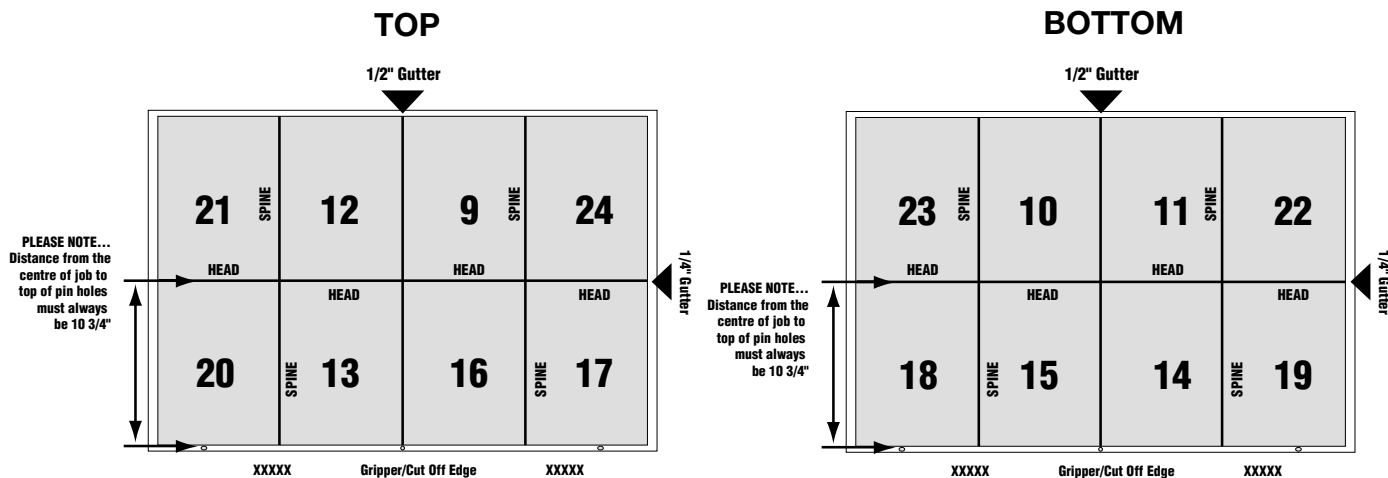 TOP
1/2" Gutter
21 SPINE 12 9 SPINE 24
HEAD HEAD
HEAD HEAD
20 SPINE 13 16 SPINE 17
PLEASE NOTE...
Distance from the
centre of job to
top of pin holes
must always
be 10 3/4"
1/4" Gutter
XXXXX Gripper/Cut Off Edge XXXXX
BOTTOM
1/2" Gutter
23 SPINE 10 11 SPINE 22
HEAD HEAD
HEAD HEAD
18 SPINE 15 14 SPINE 19
PLEASE NOTE...
Distance from the
centre of job to
top of pin holes
must always
be 10 3/4"
1/4" Gutter
XXXXX Gripper/Cut Off Edge XXXXX